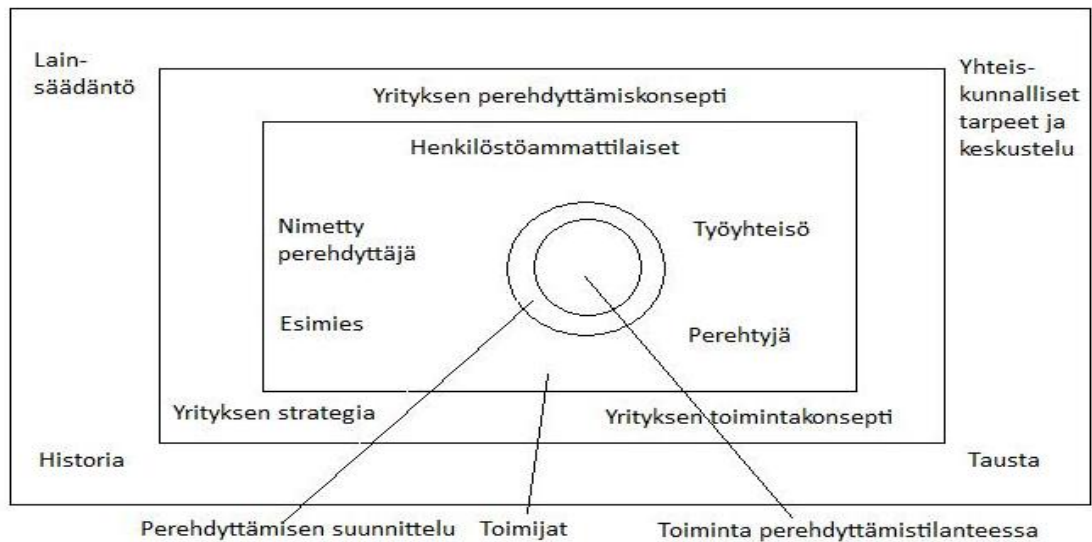 Lain-
säädäntö
Yhteis-
kunnalliset
tarpeet ja
keskustelu
Yrityksen perehdyttämiskonsepti
Henkilöstöammattilaiset
Nimetty
perehdyttäjä
Työyhteisö
Esimies
Perehtyjä
Yrityksen strategia
Yrityksen toimintakonsepti
Historia
Tausta
Perehdyttämisen suunnittelu
Toimijat
Toiminta perehdyttämistilanteessa